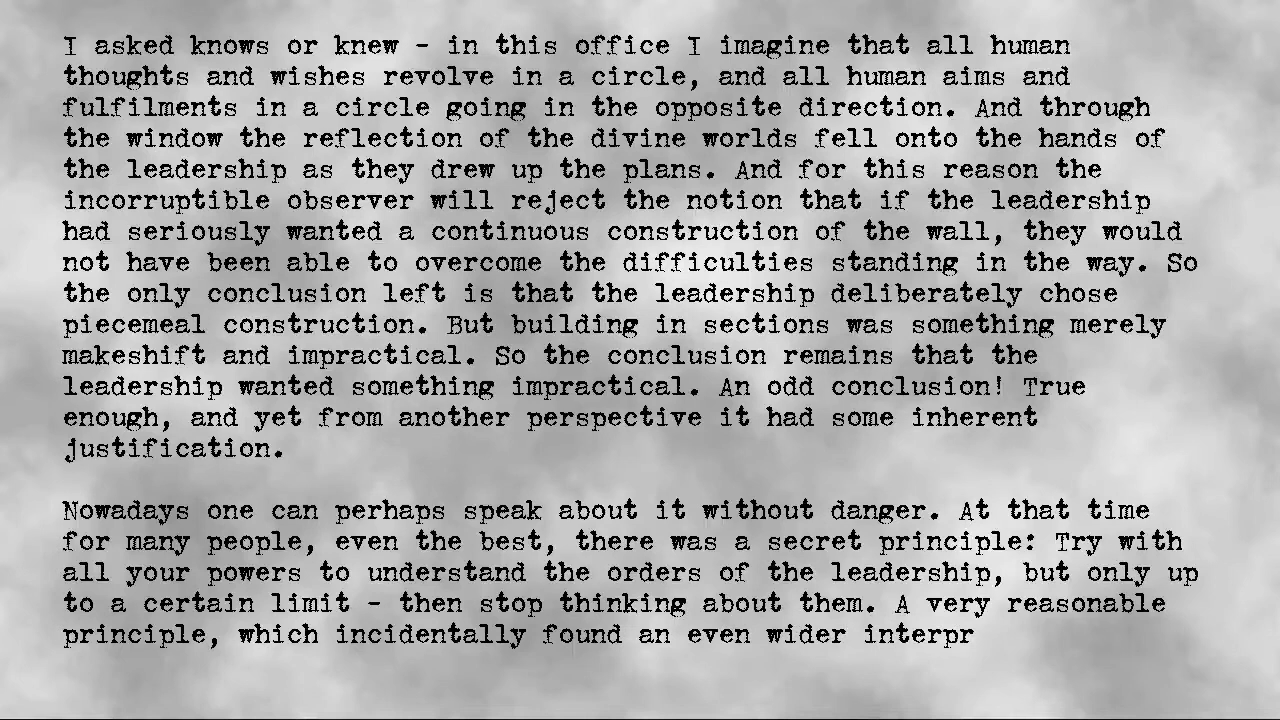 I asked knows or knew - in this office I imagine that all human
thoughts and wishes revolve in a circle, and all human aims and
fulfilments in a circle going in the opposite direction. And through
the window the reflection of the divine worlds fell onto the hands of
the leadership as they drew up the plans. And for this reason the
incorruptible observer will reject the notion that if the leadership
had seriously wanted a continuous construction of the wall, they would
not have been able to overcome the difficulties standing in the way. So
the only conclusion left is that the leadership deliberately chose
piecemeal construction. But building in sections was something merely
makeshift and impractical. So the conclusion remains that the
leadership wanted something impractical. An odd conclusion! True
enough, and yet from another perspective it had some inherent
justification.

Nowadays one can perhaps speak about it without danger. At that time
for many people, even the best, there was a secret principle: Try with
all your powers to understand the orders of the leadership, but only up
to a certain limit - then stop thinking about them. A very reasonable
principle, which incidentally found an even wider interpr